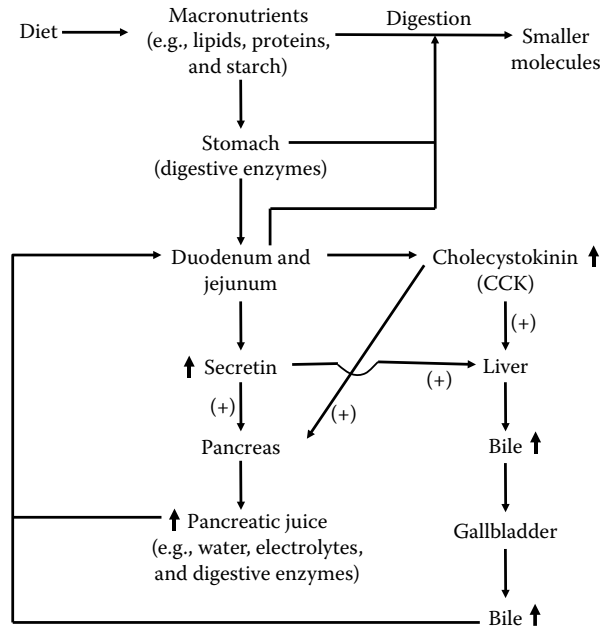 Diet
Macronutrients
(e.g., lipids, proteins,
and starch)
Digestion
Smaller
molecules
Stomach
(digestive enzymes)
Duodenum and
jejunum
Cholecystokinin
(CCK)
(+)
Secretin
(+)
Liver
(+)
(+)
Pancreas
Bile
Pancreatic juice
(e.g., water, electrolytes,
and digestive enzymes)
Gallbladder
Bile